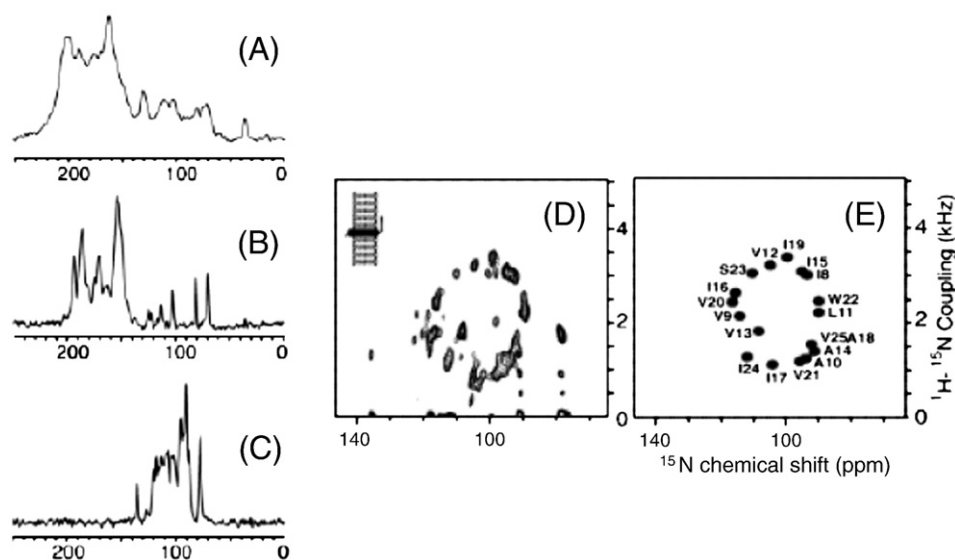 (A)
200 100 0
(B)
200 100 0
(C)
200 100 0
(D)
4
2
0
140 100
(E)
I19
V12
I15
S23
I8
I16
W22
V20
L11
V9
V13
V25A18
A14
I24
A10
I17
V21
4
2
0
140 100
¹H- ¹⁵N Coupling (kHz)
¹⁵N chemical shift (ppm)